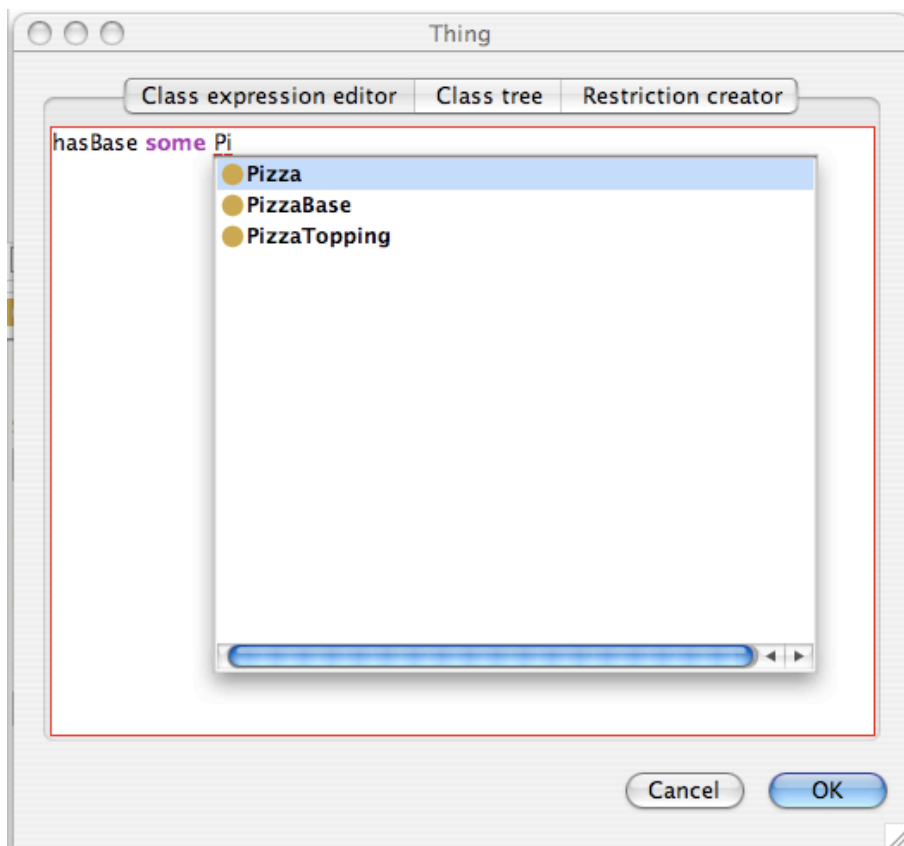 Thing
Class expression editor Class tree Restriction creator
hasBase some Pi
Pizza
PizzaBase
PizzaTopping
Cancel OK